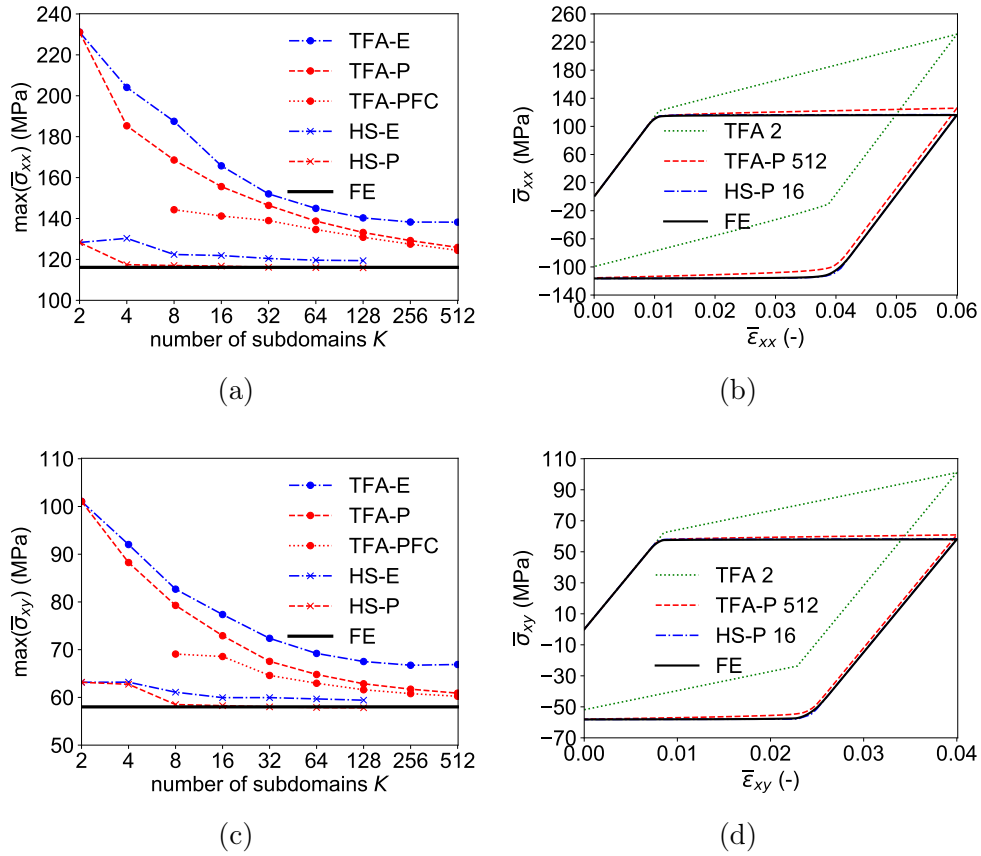 max(σ̅xx) (MPa)
240
220
200
180
160
140
120
100
2 4 8 16 32 64 128 256 512
number of subdomains K
TFA-E
TFA-P
TFA-PFC
HS-E
HS-P
FE
(a)
σ̅xx (MPa)
260
220
180
140
100
60
20
−20
−60
−100
−140
0.00 0.01 0.02 0.03 0.04 0.05 0.06
ε̅xx (-)
TFA 2
TFA-P 512
HS-P 16
FE
(b)
max(σ̅xy) (MPa)
110
100
90
80
70
60
50
2 4 8 16 32 64 128 256 512
number of subdomains K
TFA-E
TFA-P
TFA-PFC
HS-E
HS-P
FE
(c)
σ̅xy (MPa)
110
90
70
50
30
10
−10
−30
−50
−70
0.00 0.01 0.02 0.03 0.04
ε̅xy (-)
TFA 2
TFA-P 512
HS-P 16
FE
(d)